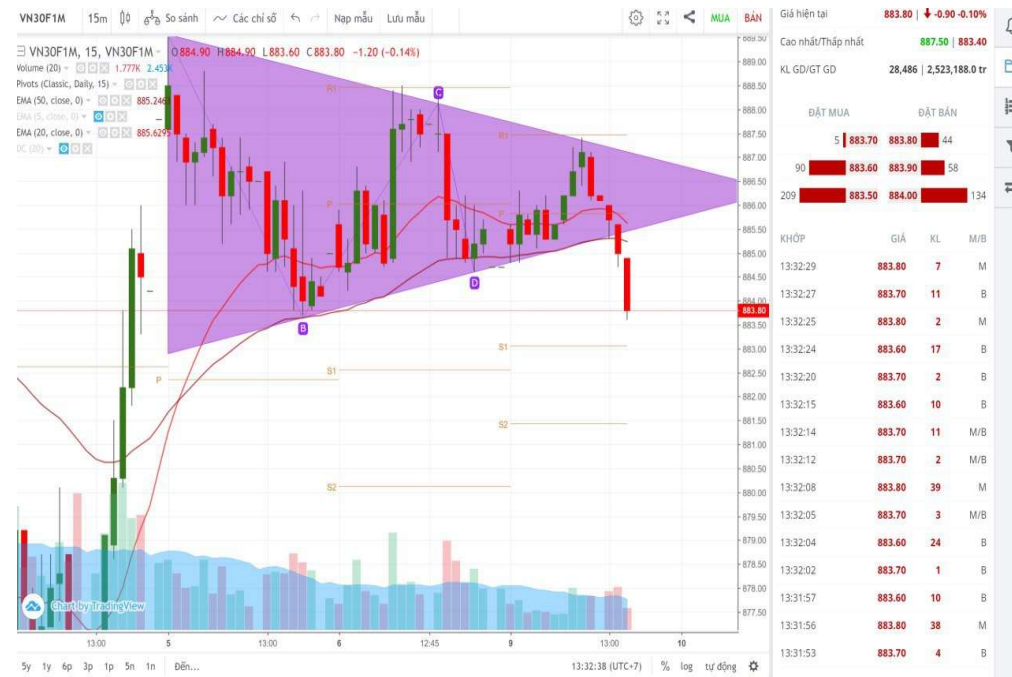 VN30F1M 15m So sánh Các chỉ số Nạp mẫu Lưu mẫu MUA BÁN
VN30F1M, 15, VN30F1M O884.90 H884.90 L883.60 C883.80 -1.20 (-0.14%)
Volume (20) 1.777K 2.453K
Pivots (Classic, Daily, 15)
EMA (50, close, 0) 885.246
EMA (5, close, 0)
EMA (20, close, 0) 885.629
DC (20)
R1
C
R1
P
P
D
B
S1
S1
P
S2
S2
889.50
889.00
888.50
888.00
887.50
887.00
886.50
886.00
885.50
885.00
884.50
884.00
883.80
883.50
883.00
882.50
882.00
881.50
881.00
880.50
880.00
879.50
879.00
878.50
878.00
877.50
Chart by TradingView
13:00 5 13:00 6 12:45 9 13:00 10
5y 1y 6p 3p 1p 5n 1n Đến... 13:32:38 (UTC+7) % log tự động
Giá hiện tại 883.80 | -0.90 -0.10%
Cao nhất/Thấp nhất 887.50 | 883.40
KL GD/GT GD 28,486 | 2,523,188.0 tr
ĐẶT MUA ĐẶT BÁN
5 883.70 883.80 44
90 883.60 883.90 58
209 883.50 884.00 134
KHỚP GIÁ KL M/B
13:32:29 883.80 7 M
13:32:27 883.70 11 B
13:32:25 883.80 2 M
13:32:24 883.60 17 B
13:32:20 883.70 2 B
13:32:15 883.60 10 B
13:32:14 883.70 11 M/B
13:32:12 883.70 2 M/B
13:32:08 883.80 39 M
13:32:05 883.70 3 M/B
13:32:04 883.60 24 B
13:32:02 883.70 1 B
13:31:57 883.60 10 B
13:31:56 883.80 38 M
13:31:53 883.70 4 B